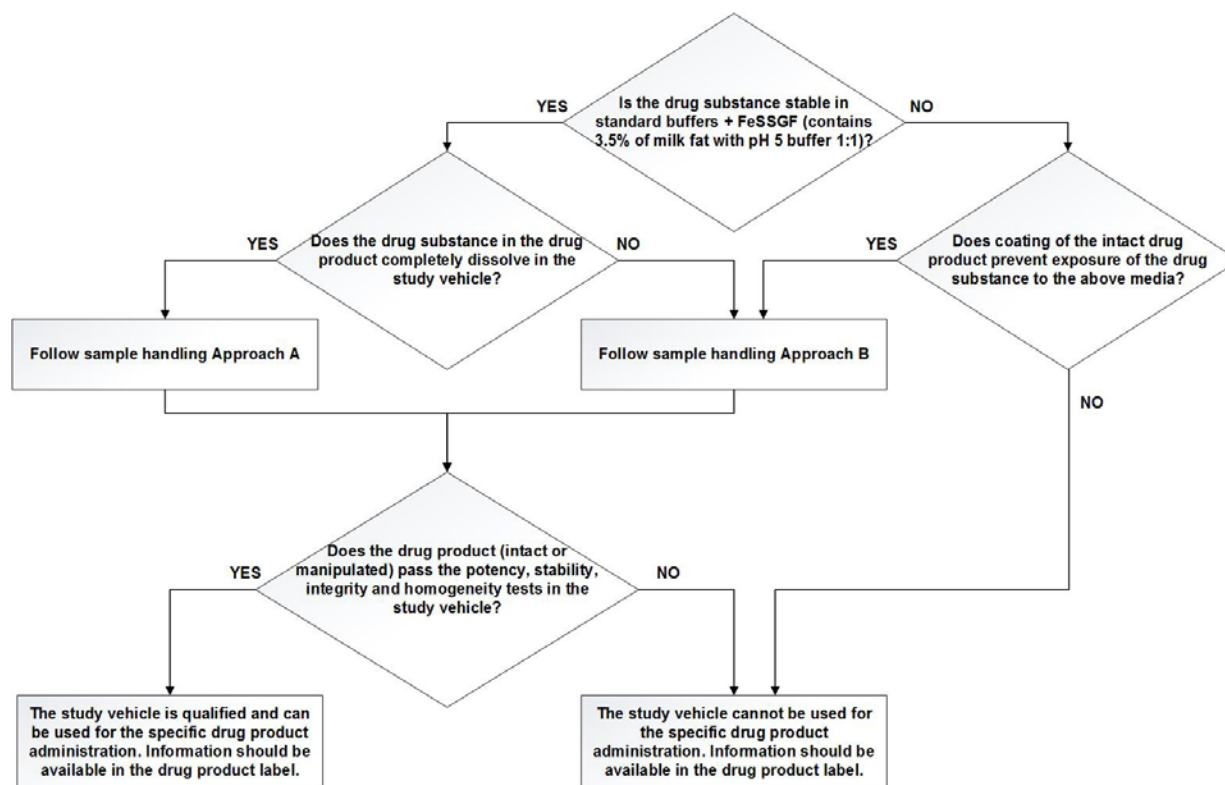 Is the drug substance stable in
standard buffers + FeSSGF (contains
3.5% of milk fat with pH 5 buffer 1:1)?
YES
NO
Does the drug substance in the drug
product completely dissolve in the
study vehicle?
YES
NO
Does coating of the intact drug
product prevent exposure of the drug
substance to the above media?
YES
NO
Follow sample handling Approach A
Follow sample handling Approach B
Does the drug product (intact or
manipulated) pass the potency, stability,
integrity and homogeneity tests in the
study vehicle?
YES
NO
The study vehicle is qualified and can
be used for the specific drug product
administration. Information should be
available in the drug product label.
The study vehicle cannot be used for
the specific drug product
administration. Information should be
available in the drug product label.